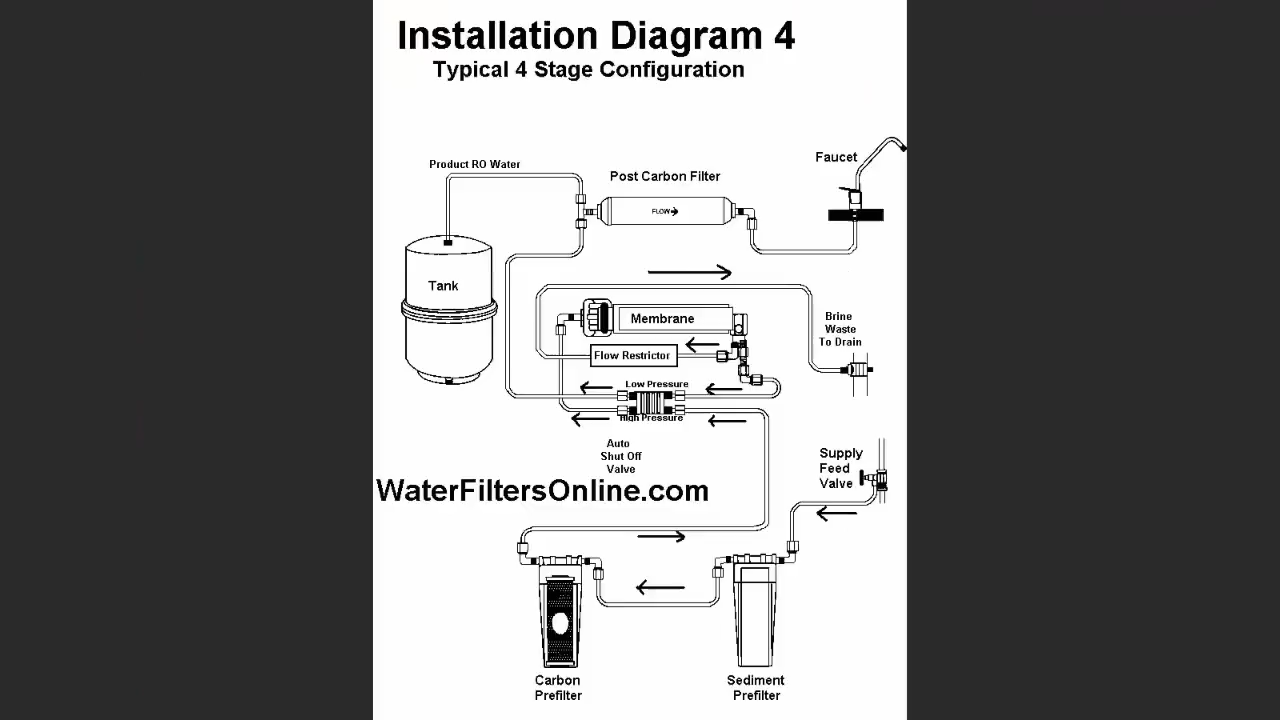 Installation Diagram 4
Typical 4 Stage Configuration
Product RO Water
Post Carbon Filter
Faucet
FLOW
Tank
Membrane
Brine
Waste
To Drain
Flow Restrictor
Low Pressure
High Pressure
Auto
Shut Off
Valve
Supply
Feed
Valve
WaterFiltersOnline.com
Carbon
Prefilter
Sediment
Prefilter